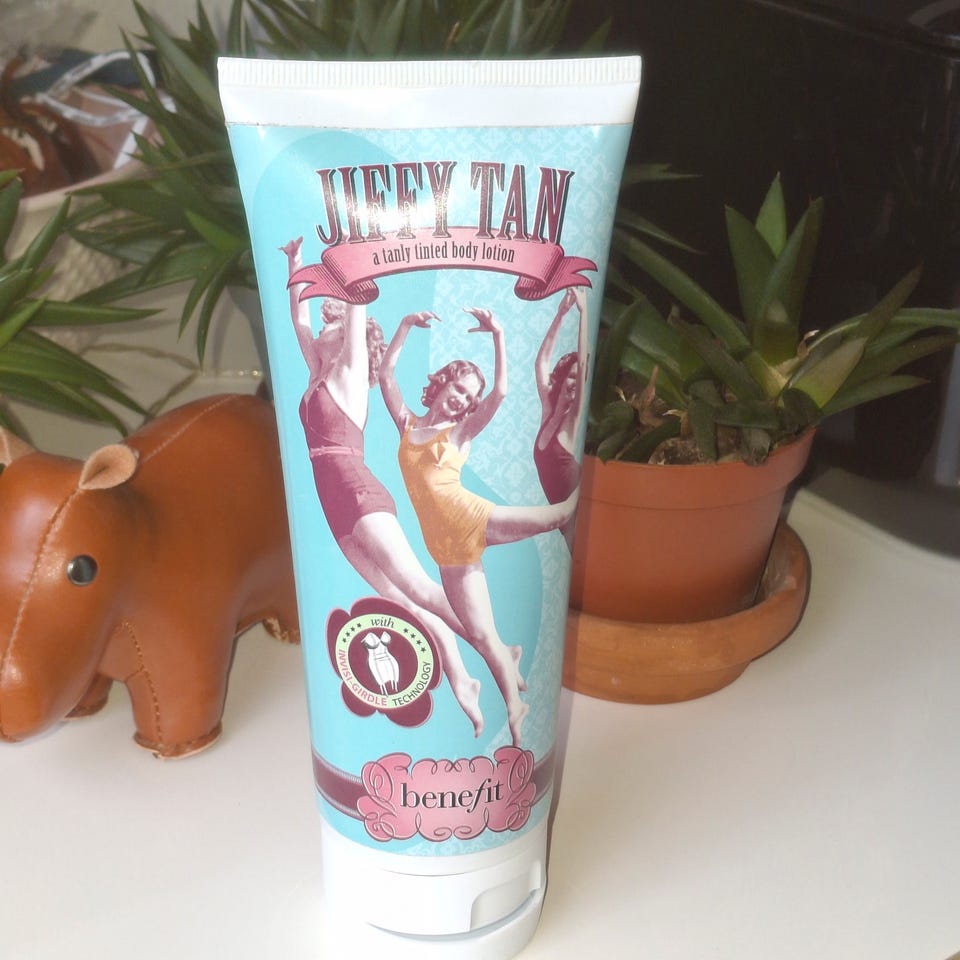 JIFFY TAN
a tanly tinted body lotion
with
INVISI-GIRDLE TECHNOLOGY
benefit